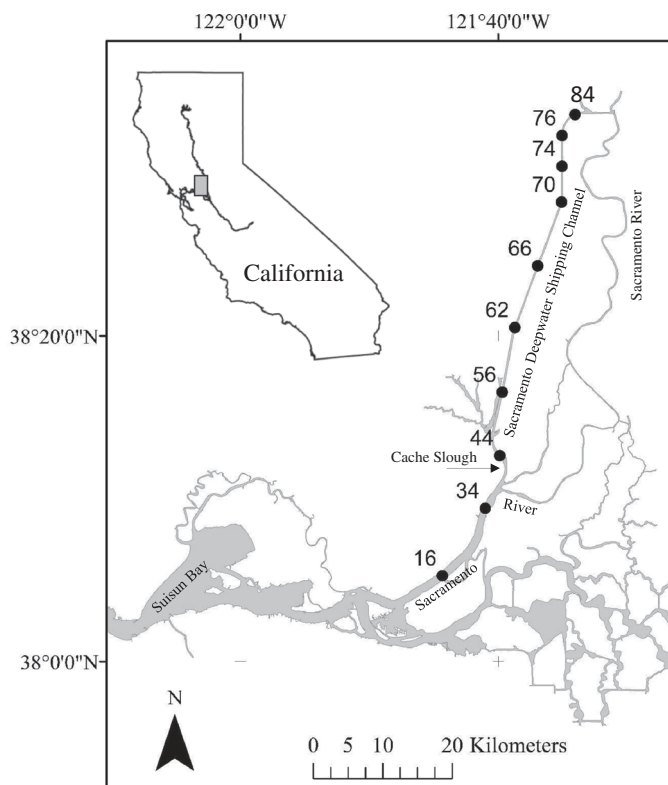 122°0'0"W
121°40'0"W
84
76
74
70
66
62
56
44
34
16
Sacramento River
Sacramento Deepwater Shipping Channel
California
38°20'0"N
Cache Slough
River
Sacramento
Suisun Bay
38°0'0"N
N
0 5 10 20 Kilometers